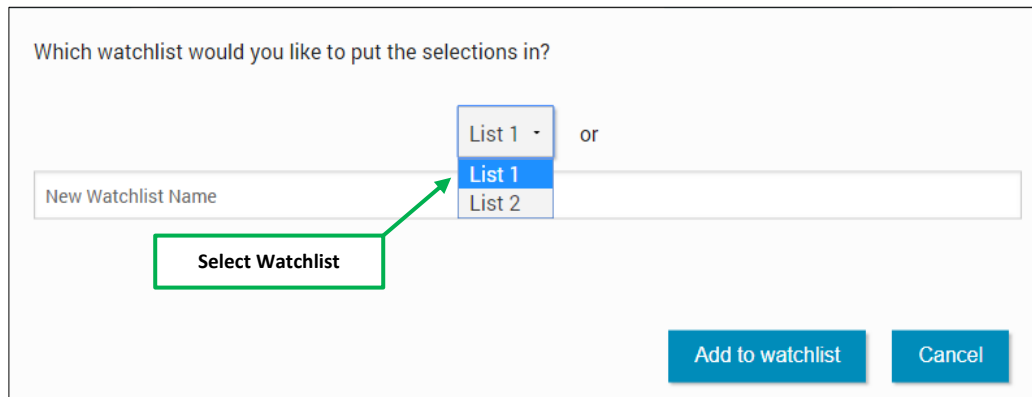 Which watchlist would you like to put the selections in?
List 1 or
List 1
New Watchlist Name
List 2
Select Watchlist
Add to watchlist Cancel